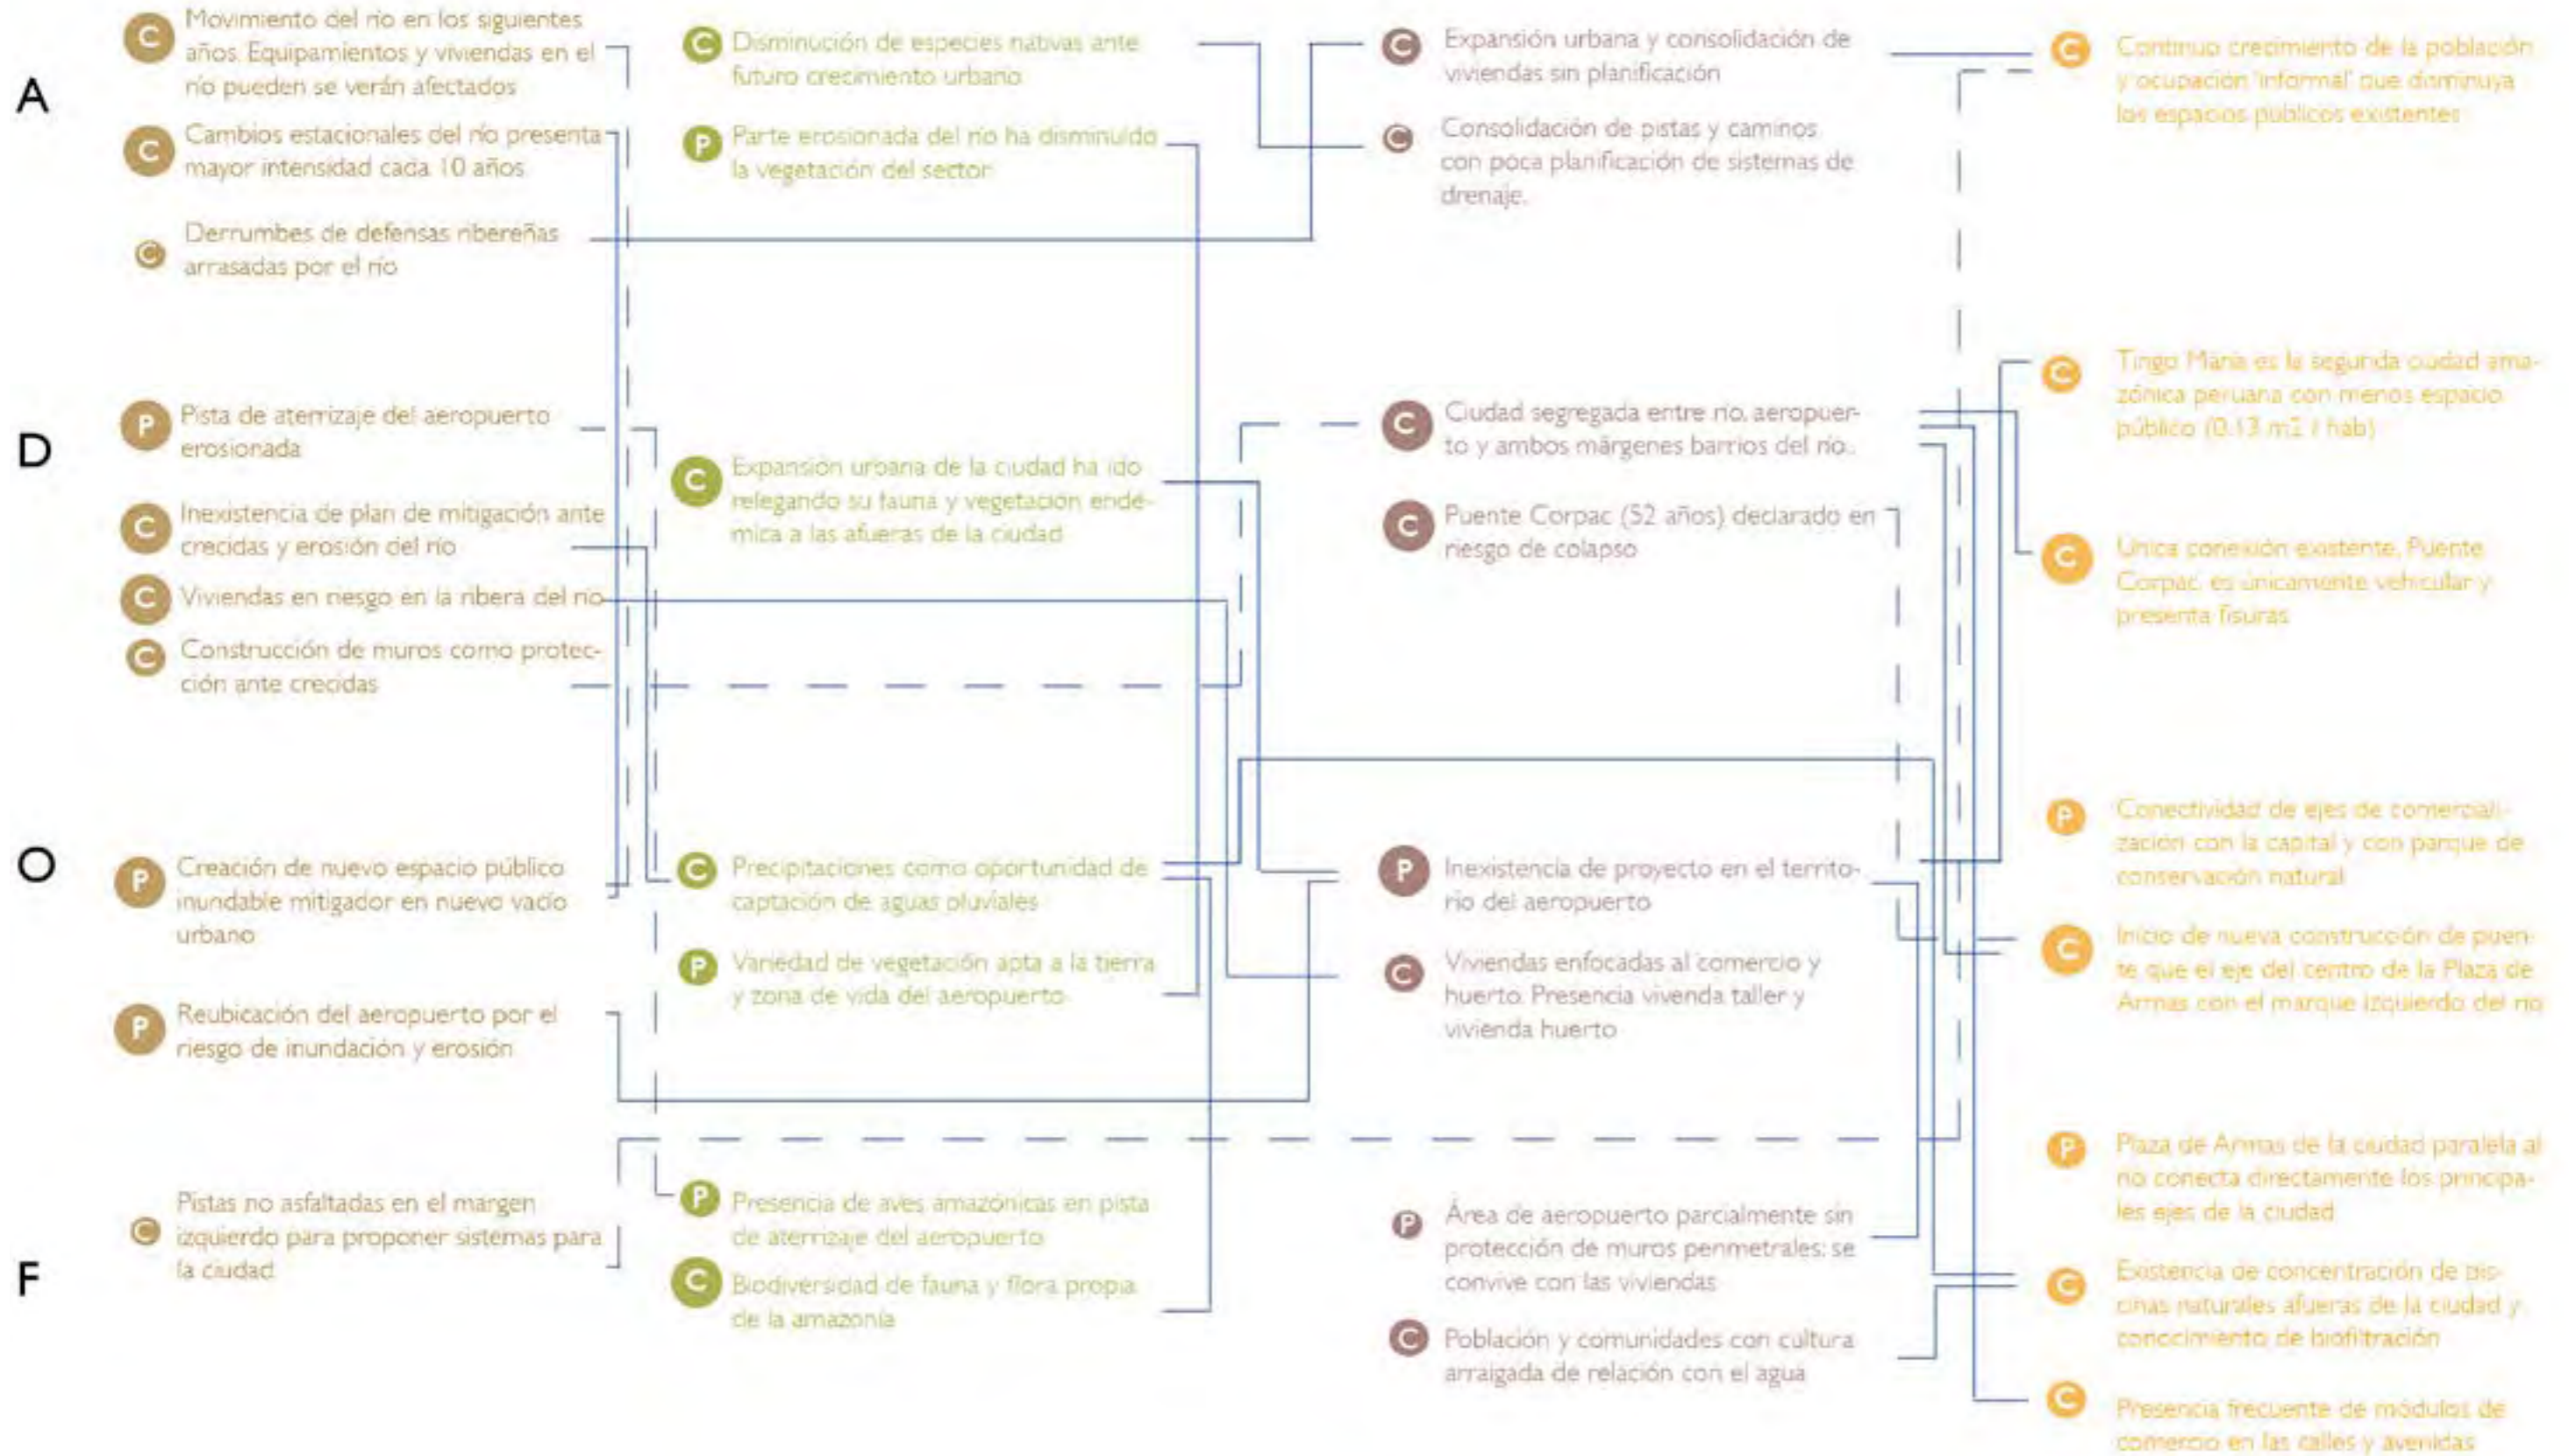 A
C
Movimiento del río en los siguientes
años. Equipamientos y viviendas en el
río pueden se verán afectados
C
Cambios estacionales del río presenta
mayor intensidad cada 10 años
C
Derrumbes de defensas ribereñas
arrasadas por el río
C
Disminución de especies nativas ante
futuro crecimiento urbano
P
Parte erosionada del río ha disminuído
la vegetación del sector
C
Expansión urbana y consolidación de
viviendas sin planificación
C
Consolidación de pistas y caminos
con poca planificación de sistemas de
drenaje.
C
Continuo crecimiento de la población
y ocupación 'informal' que disminuya
los espacios públicos existentes
D
P
Pista de aterrizaje del aeropuerto
erosionada
C
Inexistencia de plan de mitigación ante
crecidas y erosión del río
C
Viviendas en riesgo en la ribera del río
C
Construcción de muros como protec-
ción ante crecidas
C
Expansión urbana de la ciudad ha ido
relegando su fauna y vegetación endé-
mica a las afueras de la ciudad
C
Ciudad segregada entre río, aeropuer-
to y ambos márgenes barrios del río..
C
Puente Corpac (52 años) declarado en
riesgo de colapso
C
Tingo María es la segunda ciudad ama-
zónica peruana con menos espacio
público (0.13 m2 / hab)
C
Única conexión existente, Puente
Corpac, es únicamente vehicular y
presenta fisuras
O
P
Creación de nuevo espacio público
inundable mitigador en nuevo vacío
urbano
P
Reubicación del aeropuerto por el
riesgo de inundación y erosión
C
Precipitaciones como oportunidad de
captación de aguas pluviales
P
Variedad de vegetación apta a la tierra
y zona de vida del aeropuerto
P
Inexistencia de proyecto en el territo-
rio del aeropuerto
C
Viviendas enfocadas al comercio y
huerto. Presencia vivenda taller y
vivienda huerto
P
Conectividad de ejes de comerciali-
zación con la capital y con parque de
conservación natural
C
Inicio de nueva construcción de puen-
te que el eje del centro de la Plaza de
Armas con el marque izquierdo del río
F
C
Pistas no asfaltadas en el margen
izquierdo para proponer sistemas para
la ciudad
P
Presencia de aves amazónicas en pista
de aterrizaje del aeropuerto
C
Biodiversidad de fauna y flora propia
de la amazonía
P
Área de aeropuerto parcialmente sin
protección de muros perimetrales: se
convive con las viviendas
C
Población y comunidades con cultura
arraigada de relación con el agua
P
Plaza de Armas de la ciudad paralela al
río conecta directamente los principa-
les ejes de la ciudad
C
Existencia de concentración de pis-
cinas naturales afueras de la ciudad y
conocimiento de biofiltración
C
Presencia frecuente de módulos de
comercio en las calles y avenidas